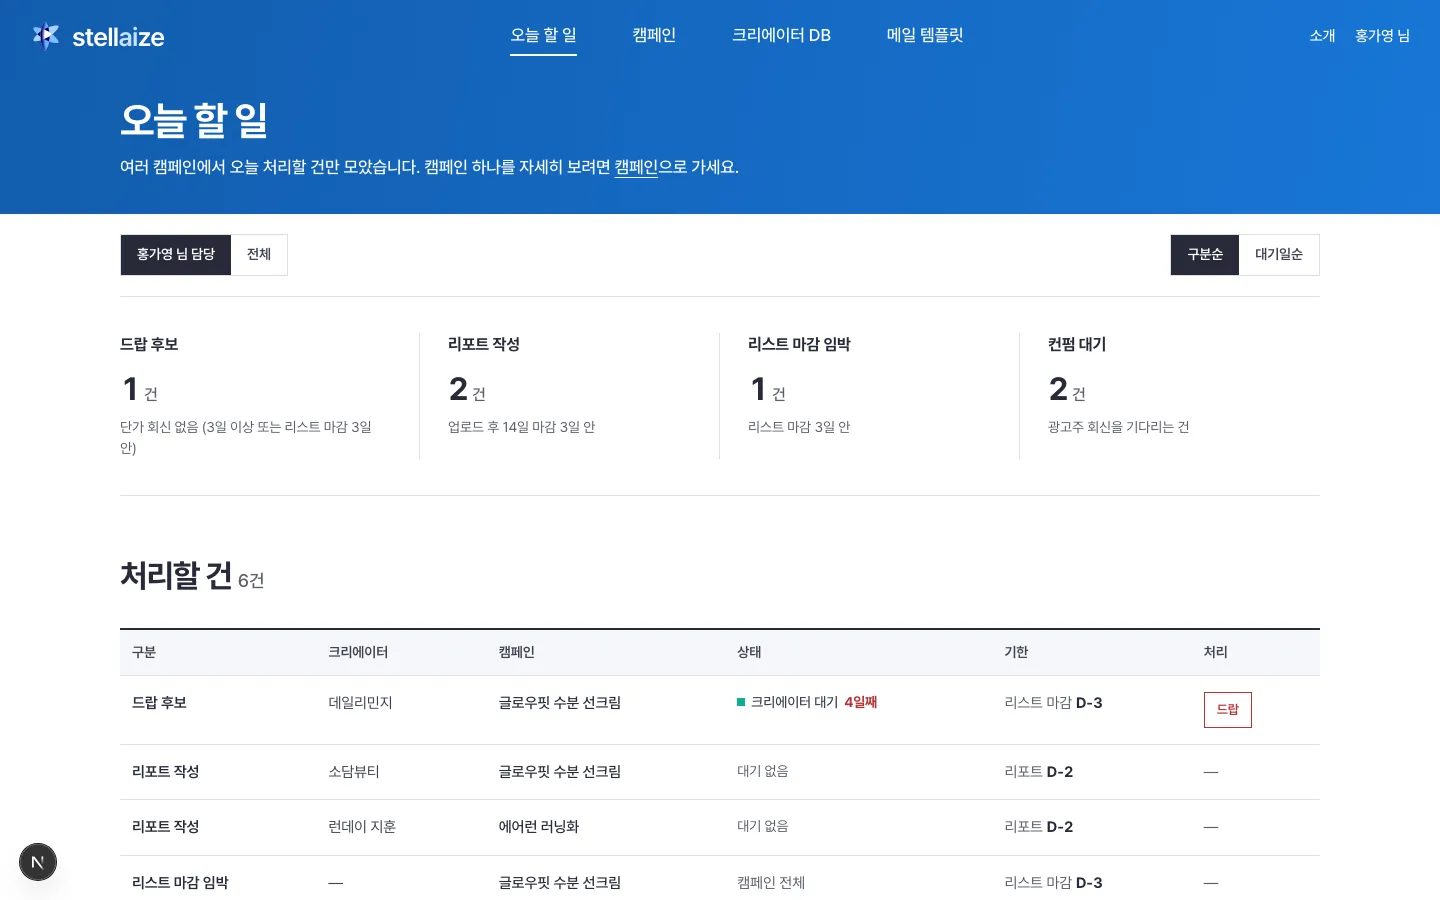 stellaize
오늘 할 일
캠페인
크리에이터 DB
메일 템플릿
소개
홍가영 님
오늘 할 일
여러 캠페인에서 오늘 처리할 건만 모았습니다. 캠페인 하나를 자세히 보려면 캠페인으로 가세요.
홍가영 님 담당
전체
구분순
대기일순
드랍 후보
1 건
단가 회신 없음 (3일 이상 또는 리스트 마감 3일
안)
리포트 작성
2 건
업로드 후 14일 마감 3일 안
리스트 마감 임박
1 건
리스트 마감 3일 안
컨펌 대기
2 건
광고주 회신을 기다리는 건
처리할 건 6건
구분 크리에이터 캠페인 상태 기한 처리
드랍 후보 데일리민지 글로우핏 수분 선크림 크리에이터 대기 4일째 리스트 마감 D-3 드랍
리포트 작성 소담뷰티 글로우핏 수분 선크림 대기 없음 리포트 D-2 —
리포트 작성 런데이 지훈 에어런 러닝화 대기 없음 리포트 D-2 —
리스트 마감 임박 — 글로우핏 수분 선크림 캠페인 전체 리스트 마감 D-3 —
N